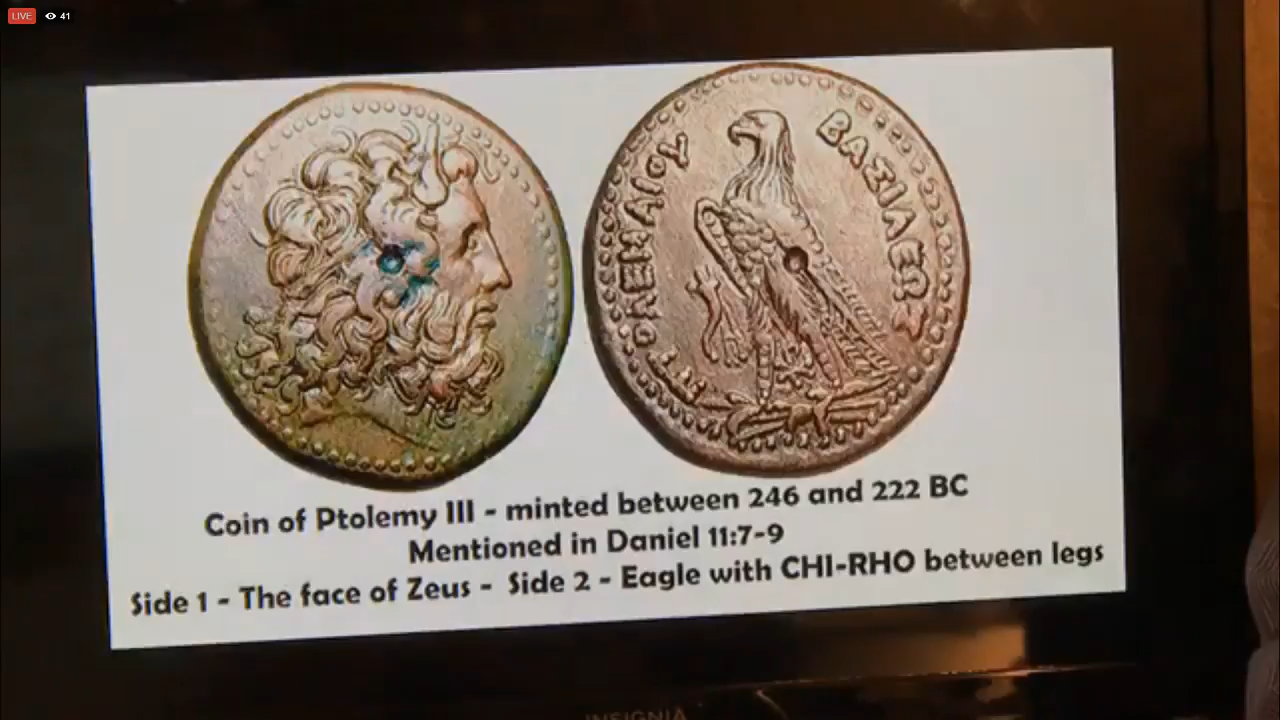 LIVE 41
ΠΤΟΛΕΜΑΙΟΥ ΒΑΣΙΛΕΩΣ
Coin of Ptolemy III - minted between 246 and 222 BC
Mentioned in Daniel 11:7-9
Side 1 - The face of Zeus - Side 2 - Eagle with CHI-RHO between legs
INSIGNIA